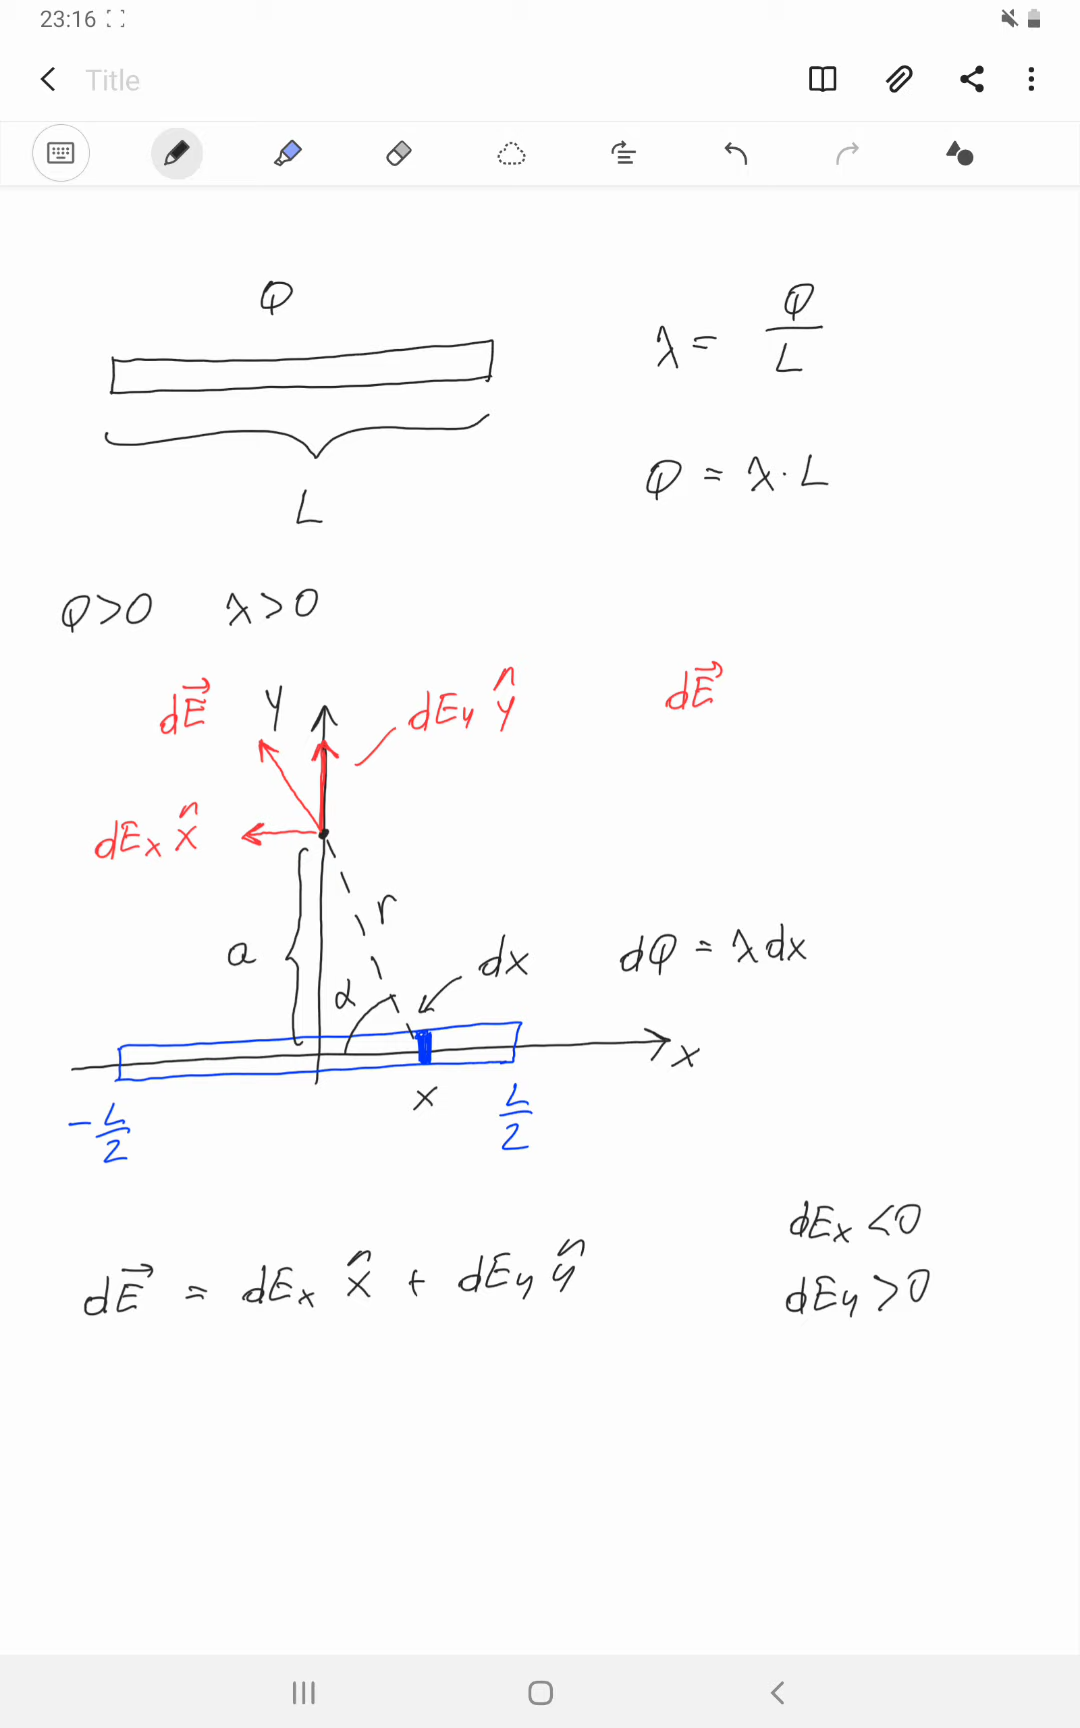 23:16
Title
Q
λ = Q/L
Q = λ · L
L
Q>0 λ>0
dE⃗ y dEy ŷ dE⃗
dEx x̂
r
a
dx dQ = λ dx
α
x
-L/2 x L/2
dEx <0
dE⃗ = dEx x̂ + dEy ŷ
dEy >0